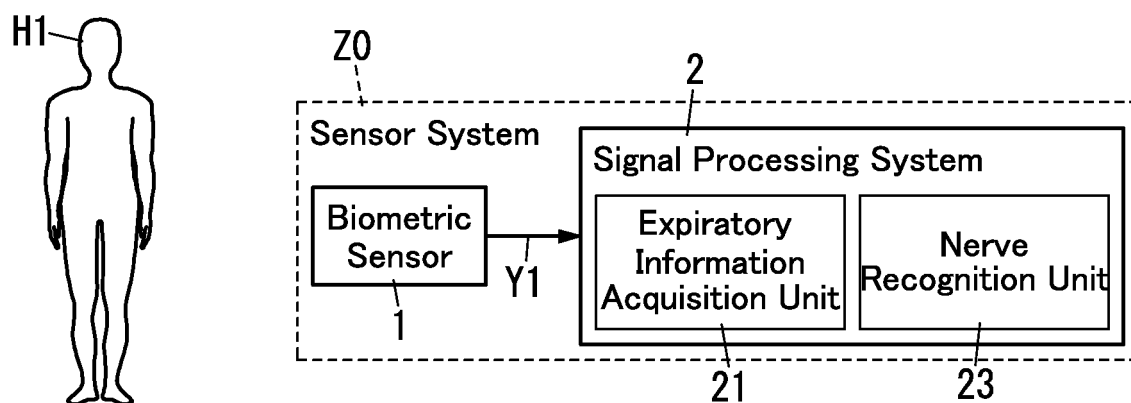 H1
Z0
2
Sensor System
Signal Processing System
Biometric
Sensor
Y1
1
Expiratory
Information
Acquisition Unit
Nerve
Recognition Unit
21
23